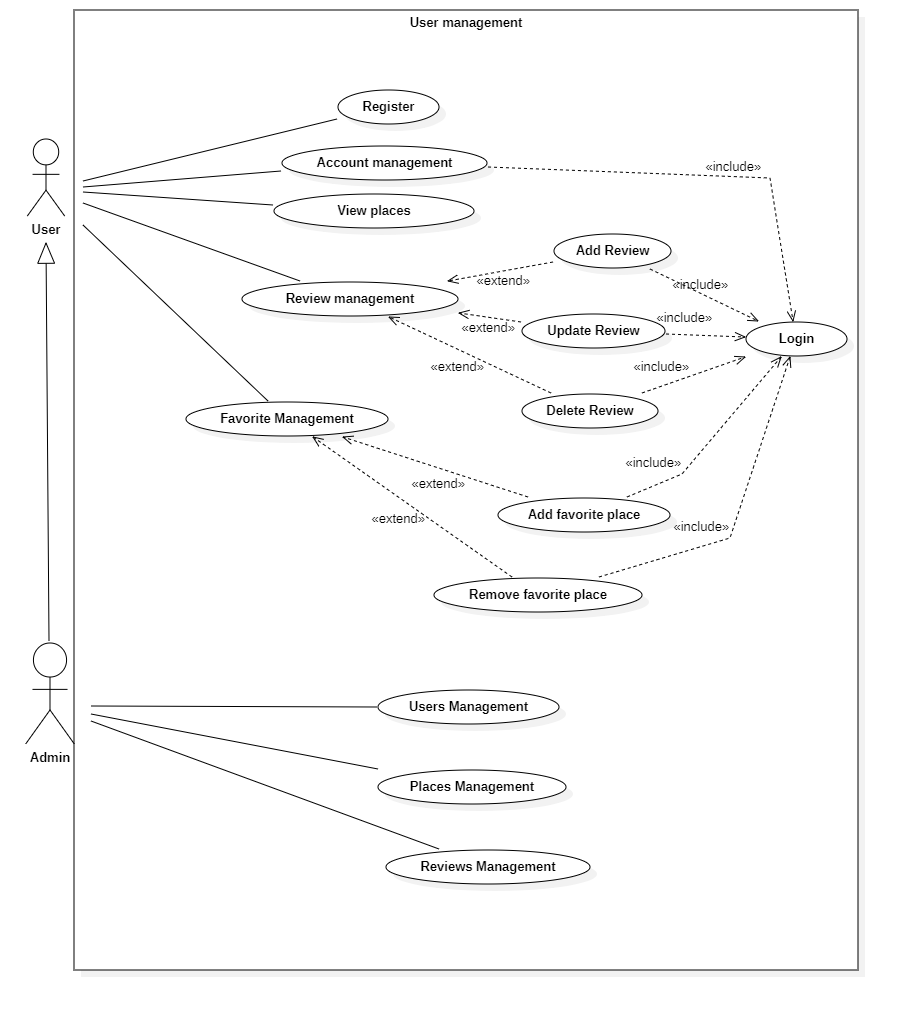 User management
Register
Account management
«include»
View places
User
Add Review
«extend»
«include»
Review management
«include»
Update Review
«extend»
Login
«extend»
«include»
Delete Review
Favorite Management
«include»
«extend»
Add favorite place
«extend»
«include»
Remove favorite place
Users Management
Admin
Places Management
Reviews Management